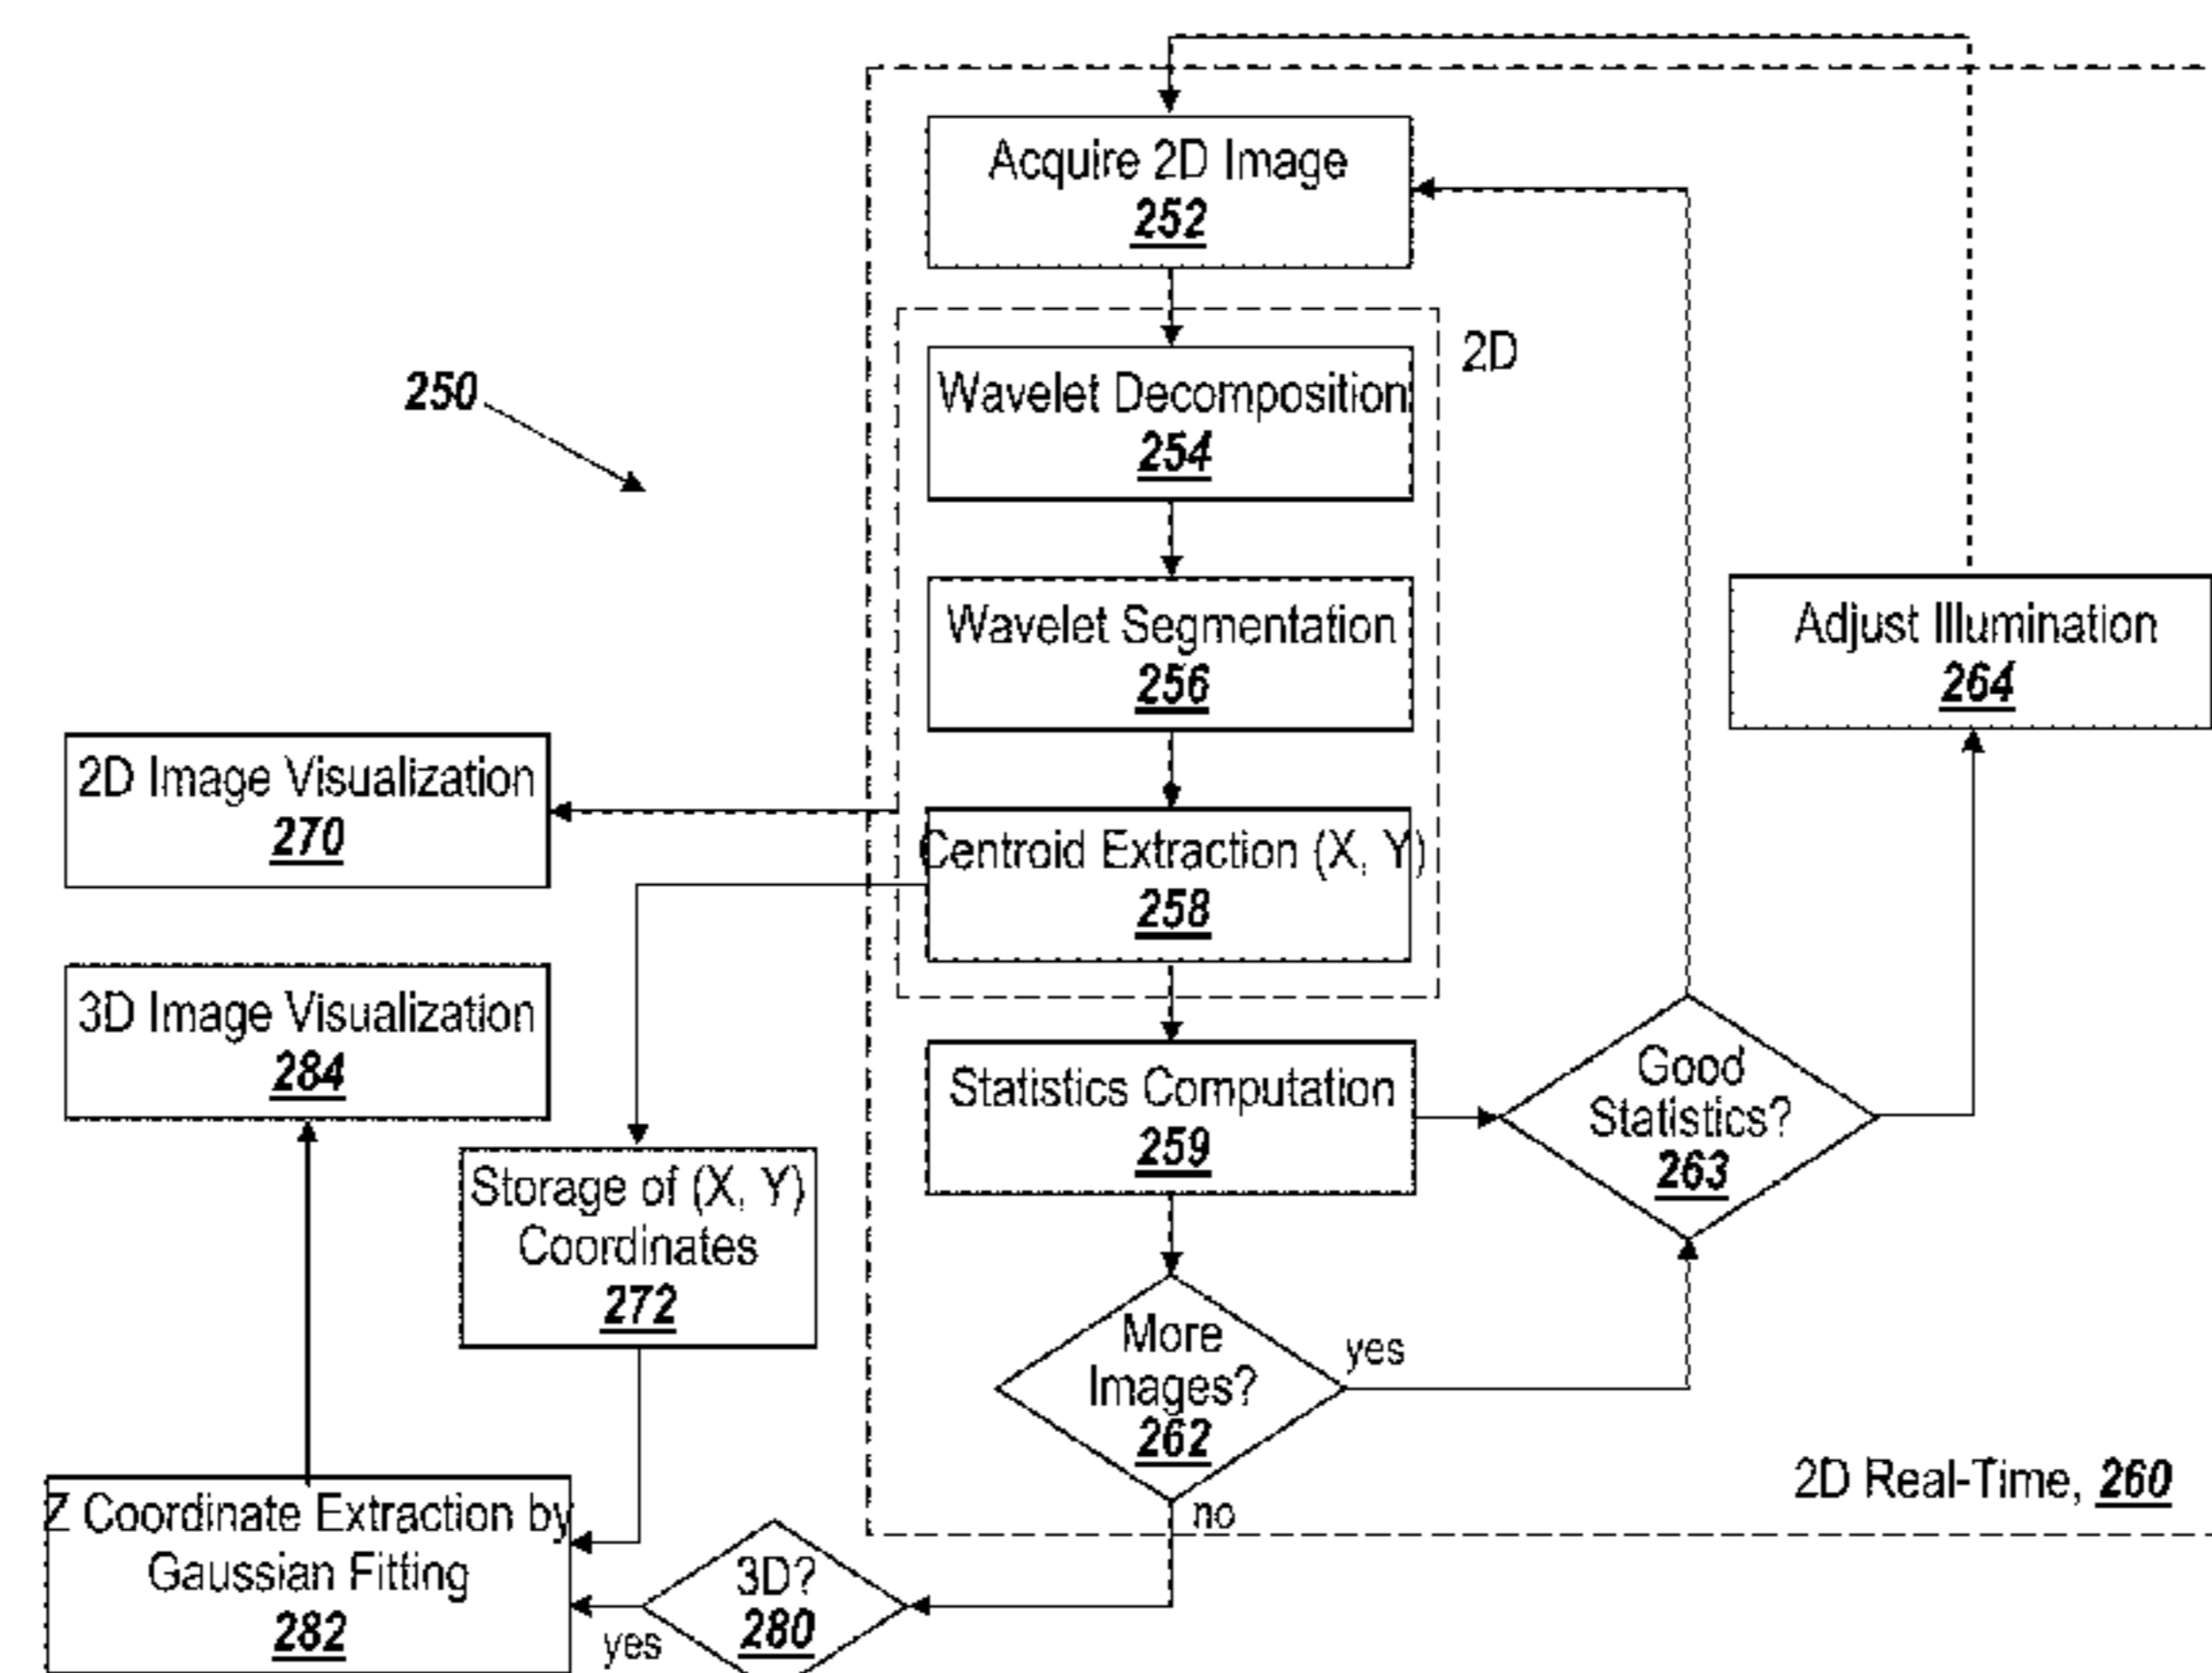 Acquire 2D Image
252
2D
250
Wavelet Decomposition
254
Wavelet Segmentation
256
Adjust Illumination
264
2D Image Visualization
270
Centroid Extraction (X, Y)
258
3D Image Visualization
284
Statistics Computation
259
Good
Statistics?
263
Storage of (X, Y)
Coordinates
272
More
Images?
262
yes
no
2D Real-Time, 260
Z Coordinate Extraction by
Gaussian Fitting
282
3D?
280
yes